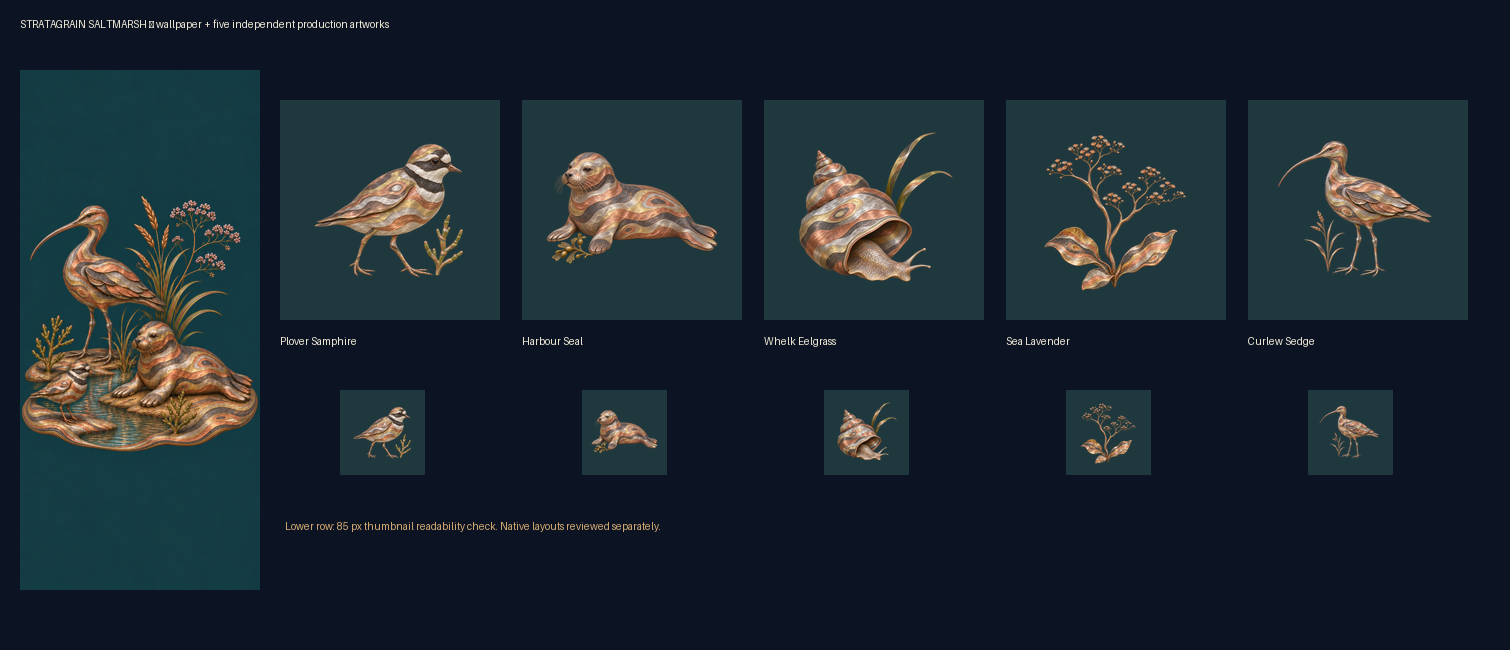 STRATAGRAIN SALTMARSH ▯ wallpaper + five independent production artworks
Plover Samphire
Harbour Seal
Whelk Eelgrass
Sea Lavender
Curlew Sedge
Lower row: 85 px thumbnail readability check. Native layouts reviewed separately.